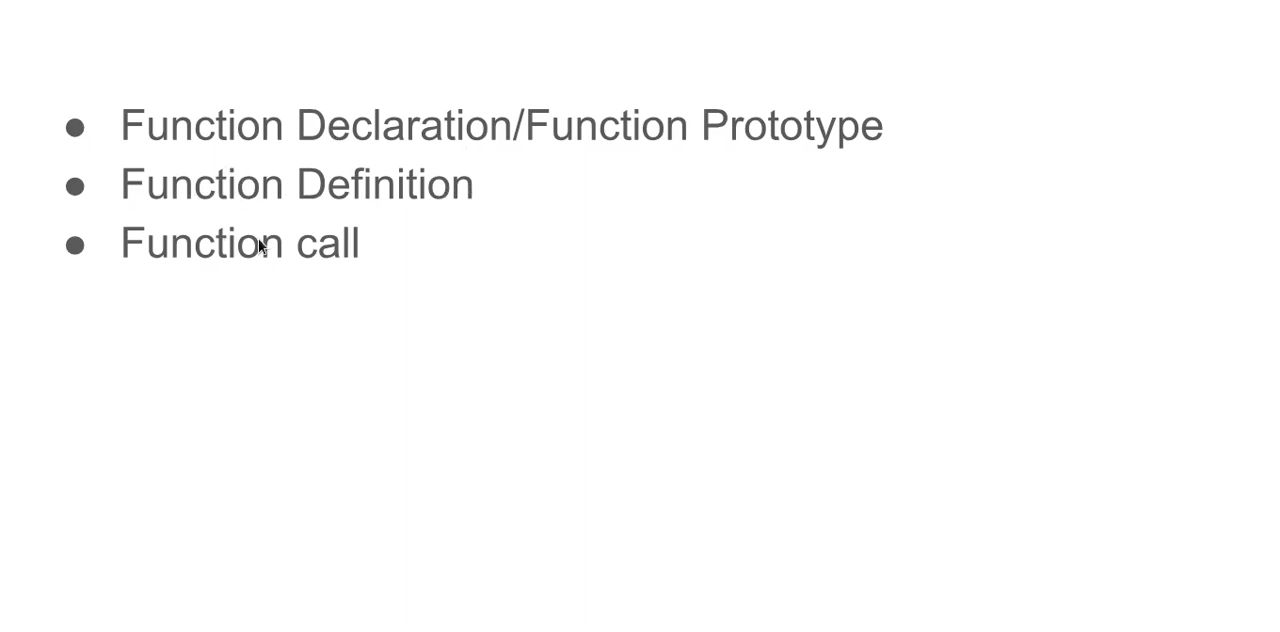 ● Function Declaration/Function Prototype
● Function Definition
● Function call